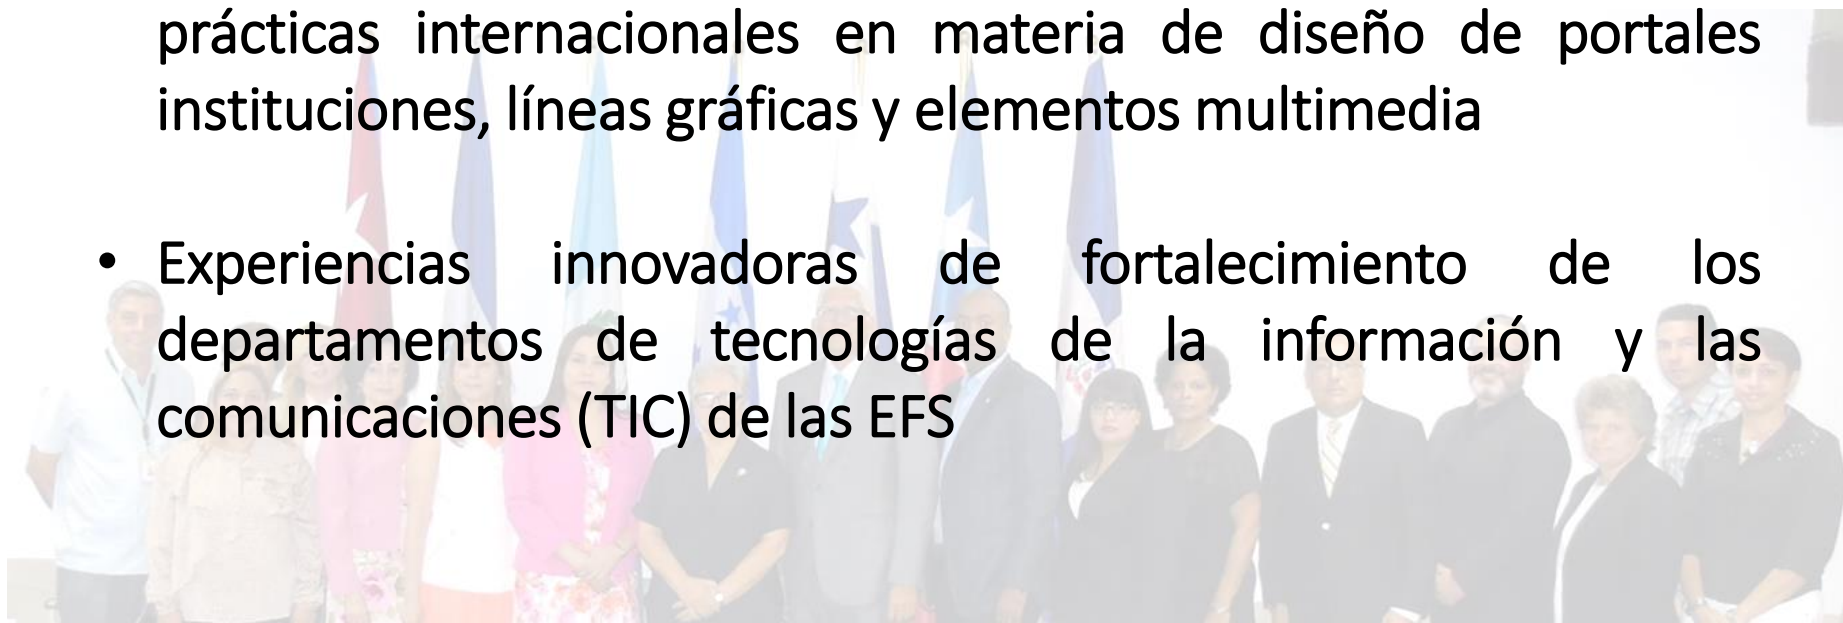 prácticas internacionales en materia de diseño de portales
instituciones, líneas gráficas y elementos multimedia
• Experiencias innovadoras de fortalecimiento de los
departamentos de tecnologías de la información y las
comunicaciones (TIC) de las EFS